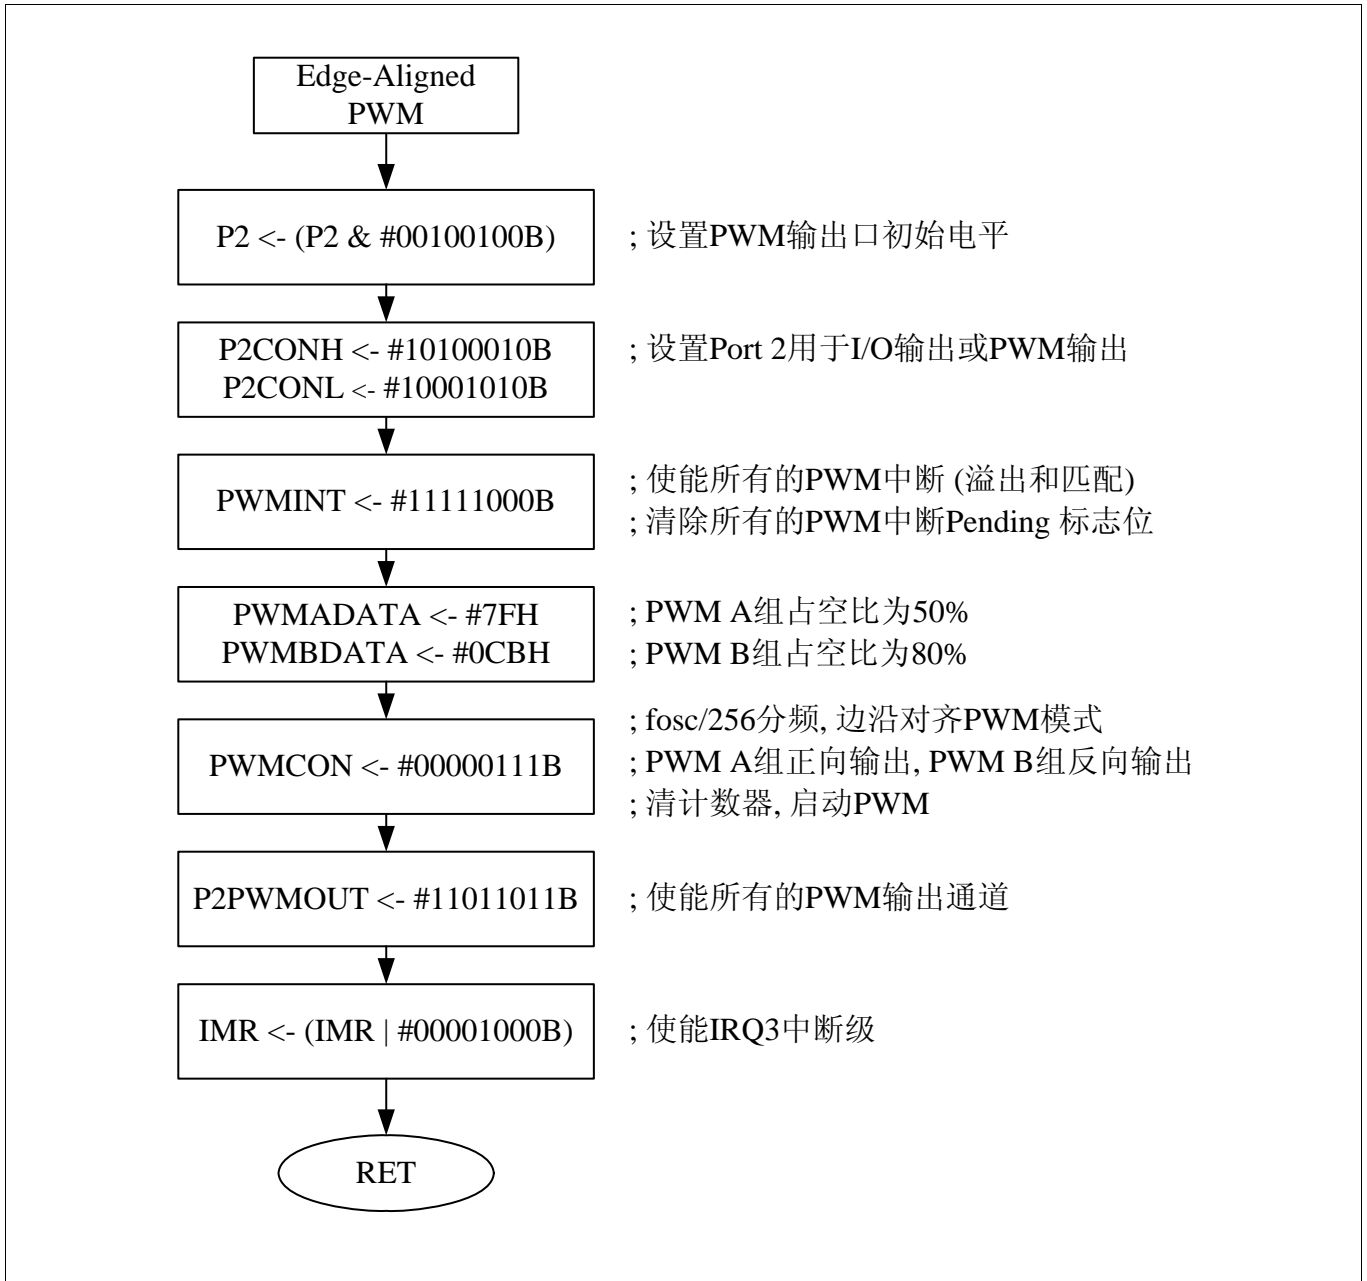 Edge-Aligned
PWM
P2 <- (P2 & #00100100B)
; 设置PWM输出口初始电平
P2CONH <- #10100010B
P2CONL <- #10001010B
; 设置Port 2用于I/O输出或PWM输出
PWMINT <- #11111000B
; 使能所有的PWM中断 (溢出和匹配)
; 清除所有的PWM中断Pending 标志位
PWMADATA <- #7FH
PWMBDATA <- #0CBH
; PWM A组占空比为50%
; PWM B组占空比为80%
PWMCON <- #00000111B
; fosc/256分频, 边沿对齐PWM模式
; PWM A组正向输出, PWM B组反向输出
; 清计数器, 启动PWM
P2PWMOUT <- #11011011B
; 使能所有的PWM输出通道
IMR <- (IMR | #00001000B)
; 使能IRQ3中断级
RET